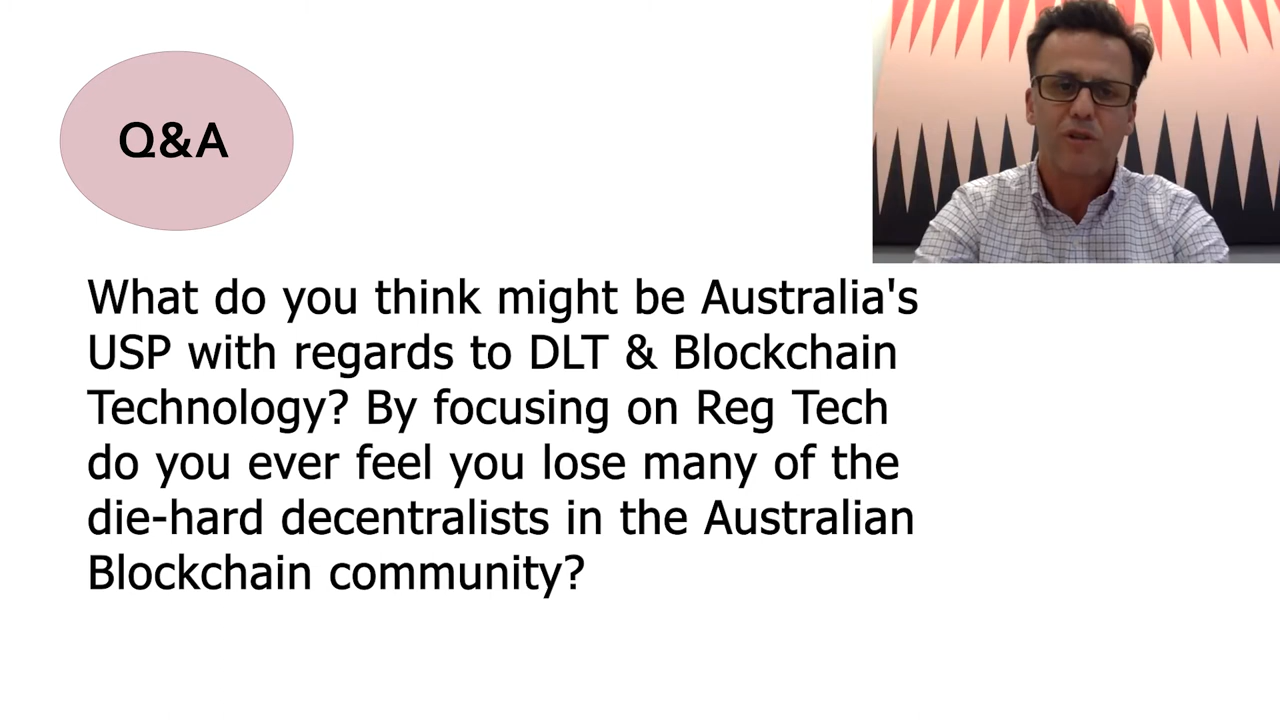 Q&A
What do you think might be Australia's
USP with regards to DLT & Blockchain
Technology? By focusing on Reg Tech
do you ever feel you lose many of the
die-hard decentralists in the Australian
Blockchain community?